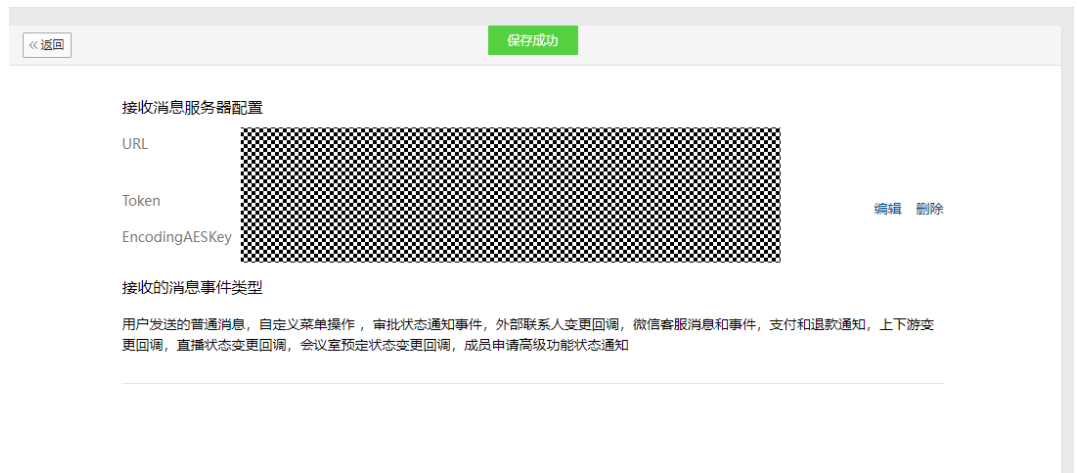 «返回
保存成功
接收消息服务器配置
URL
Token
编辑 删除
EncodingAESKey
接收的消息事件类型
用户发送的普通消息，自定义菜单操作 ，审批状态通知事件，外部联系人变更回调，微信客服消息和事件，支付和退款通知，上下游变
更回调，直播状态变更回调，会议室预定状态变更回调，成员申请高级功能状态通知